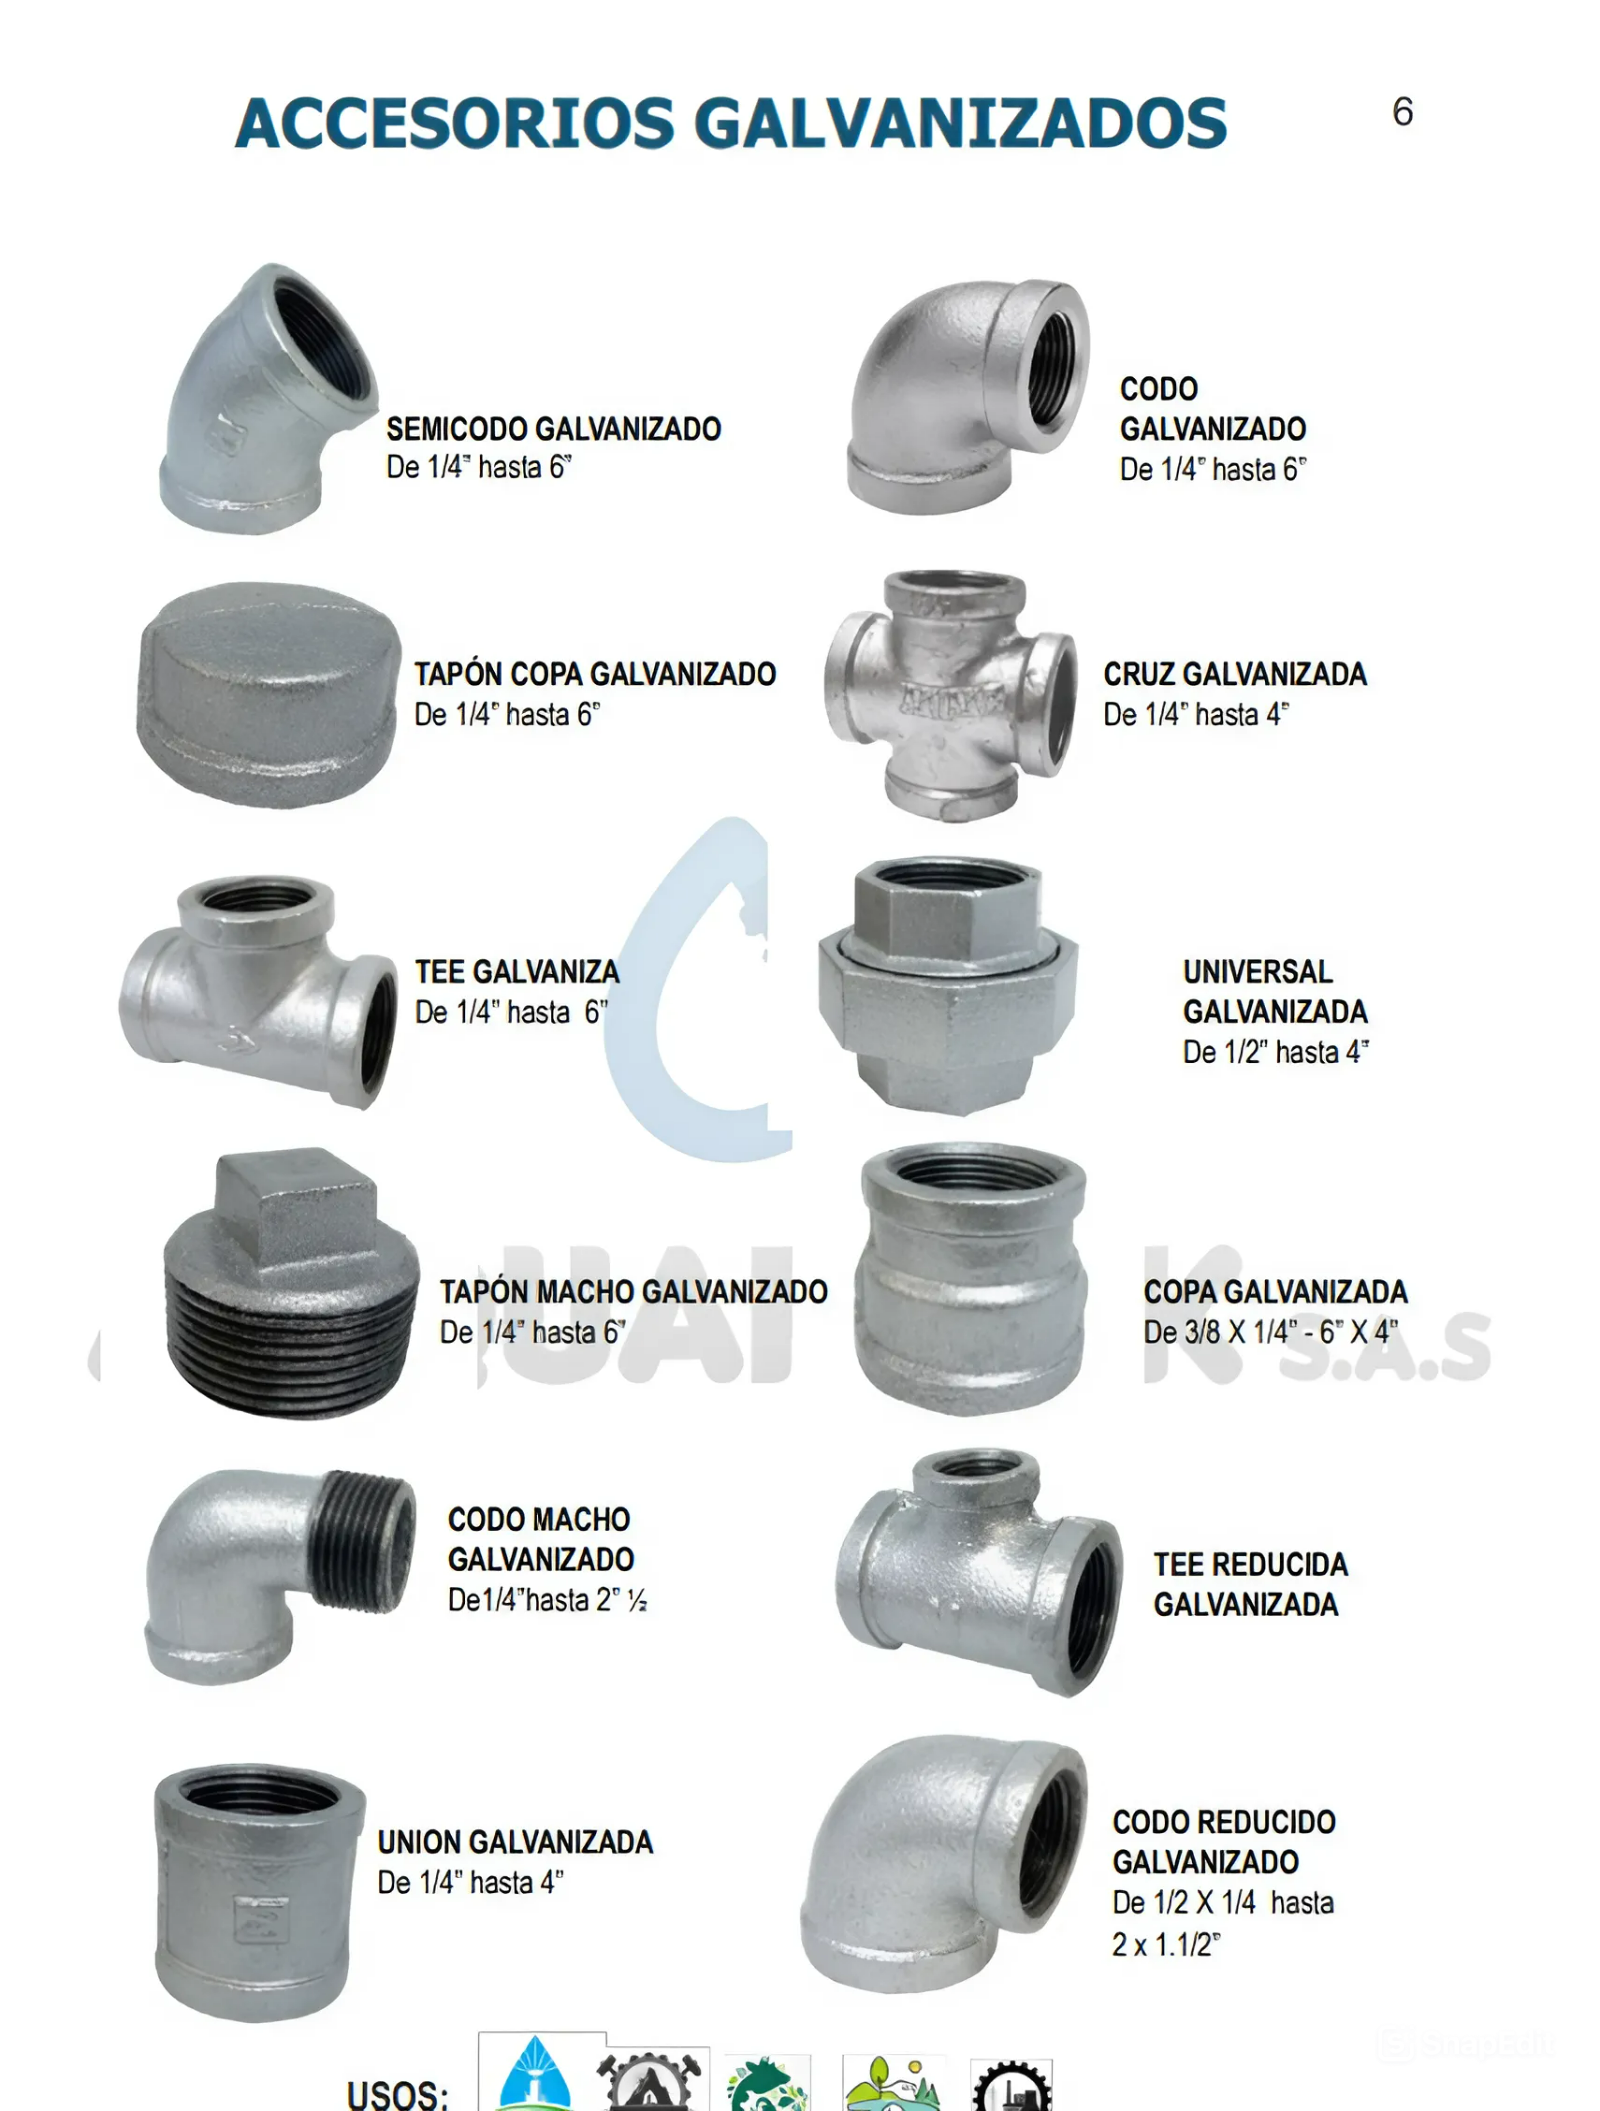 ACCESORIOS GALVANIZADOS
6
SEMICODO GALVANIZADO
De 1/4" hasta 6"
CODO
GALVANIZADO
De 1/4" hasta 6"
TAPÓN COPA GALVANIZADO
De 1/4" hasta 6"
CRUZ GALVANIZADA
De 1/4" hasta 4"
TEE GALVANIZA
De 1/4" hasta 6"
UNIVERSAL
GALVANIZADA
De 1/2" hasta 4"
TAPÓN MACHO GALVANIZADO
De 1/4" hasta 6"
COPA GALVANIZADA
De 3/8 X 1/4" - 6" X 4"
K S.A.S
CODO MACHO
GALVANIZADO
De1/4"hasta 2" ½
TEE REDUCIDA
GALVANIZADA
UNION GALVANIZADA
De 1/4" hasta 4"
CODO REDUCIDO
GALVANIZADO
De 1/2 X 1/4 hasta
2 x 1.1/2"
SnapEdit
USOS: